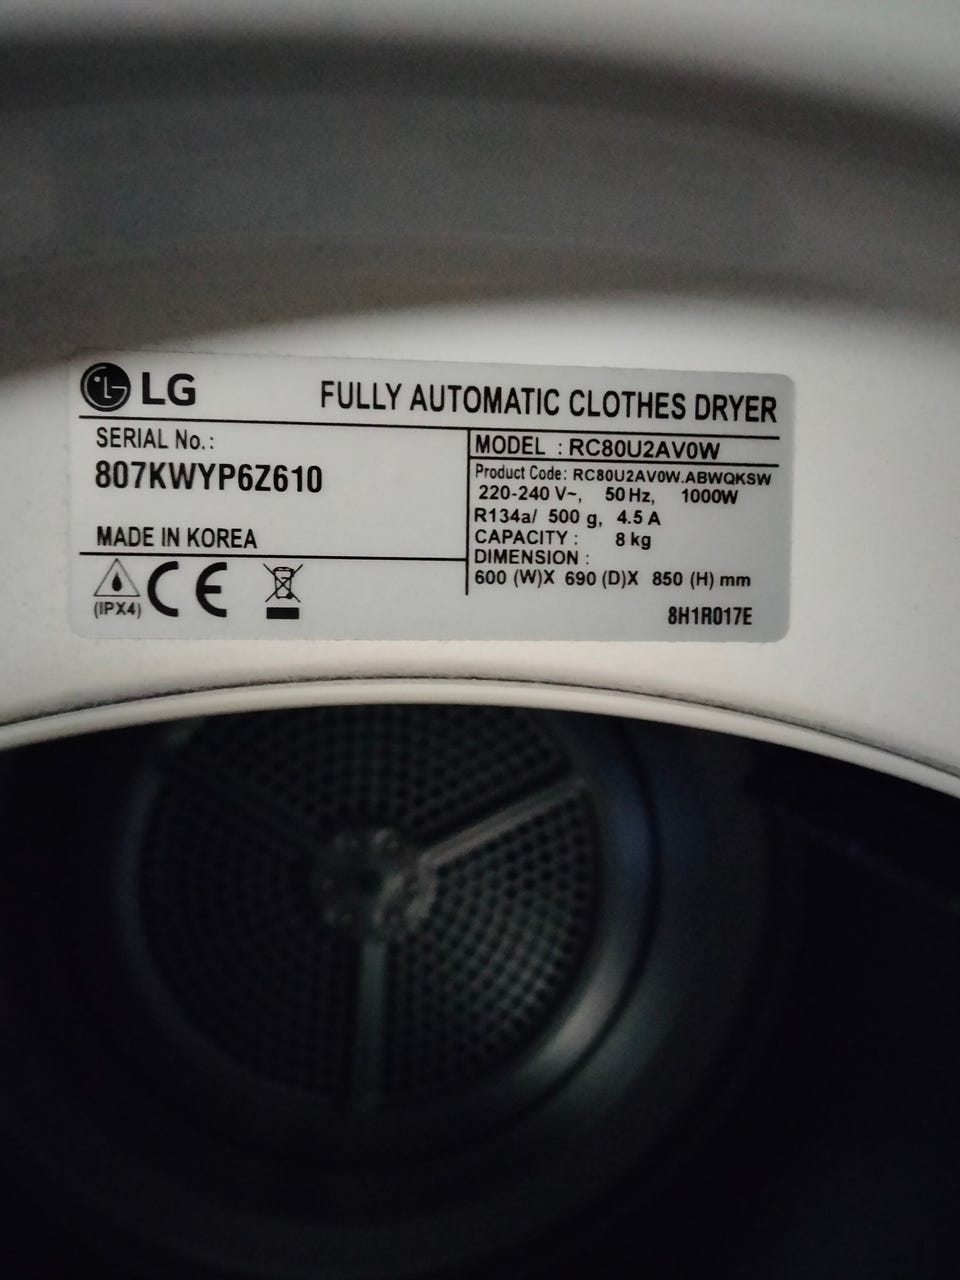 LG
FULLY AUTOMATIC CLOTHES DRYER
SERIAL No.:
807KWYP6Z610
MADE IN KOREA
(IPX4)
CE
MODEL : RC80U2AV0W
Product Code: RC80U2AV0W.ABWQKSW
220-240 V~, 50 Hz, 1000W
R134a/ 500 g, 4.5 A
CAPACITY : 8 kg
DIMENSION :
600 (W)X 690 (D)X 850 (H) mm
8H1R017E